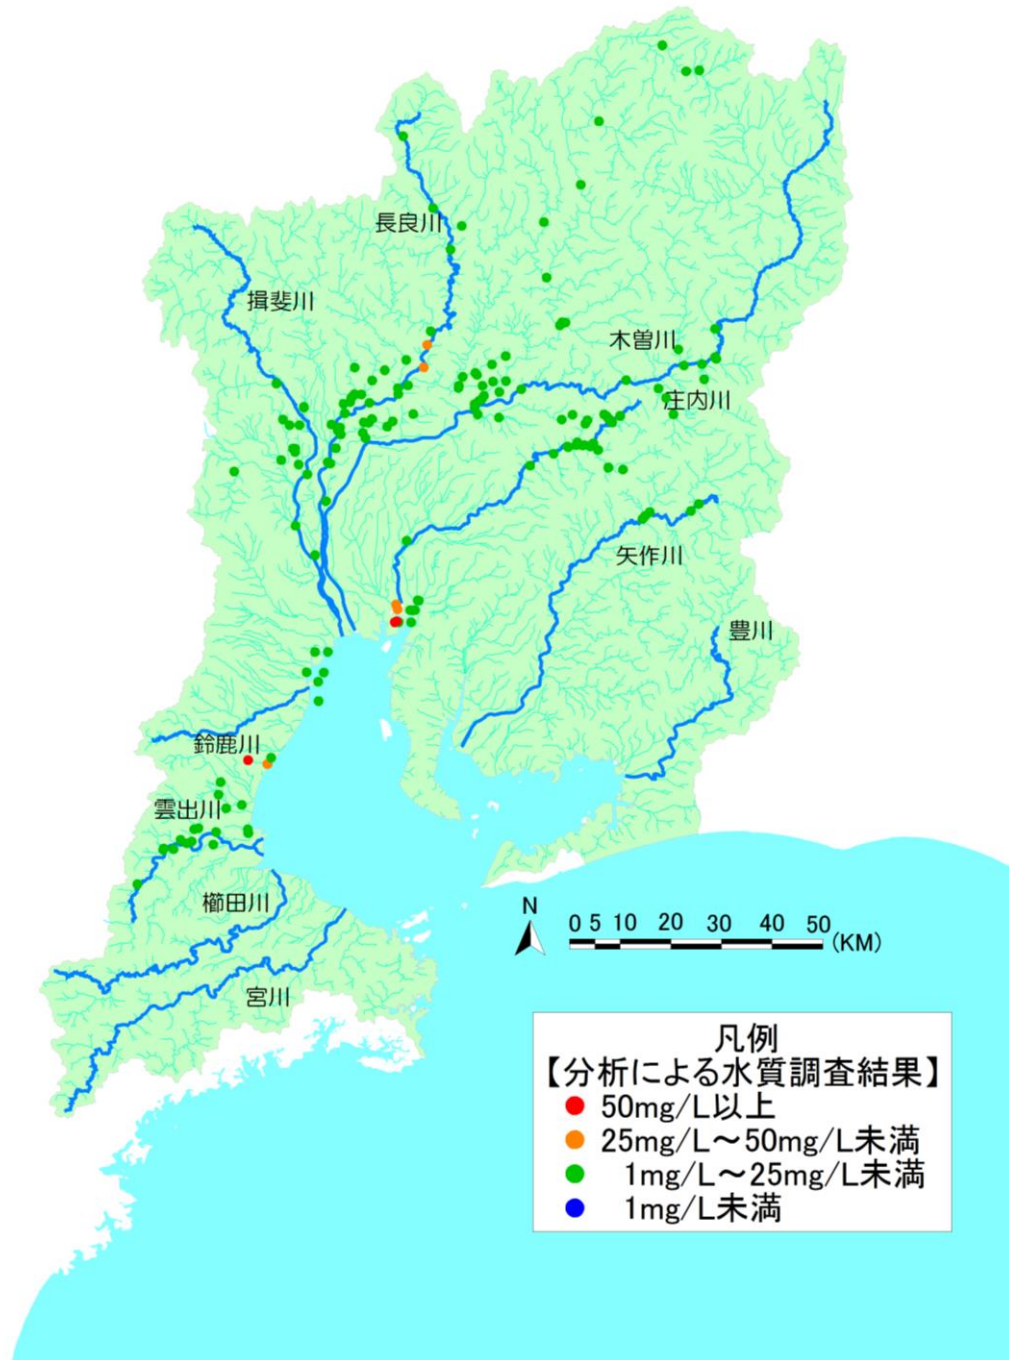 長良川
揖斐川
木曽川
庄内川
矢作川
豊川
鈴鹿川
雲出川
櫛田川
宮川
N
0 5 10 20 30 40 50
(KM)
凡例
【分析による水質調査結果】
50mg/L以上
25mg/L～50mg/L未満
1mg/L～25mg/L未満
1mg/L未満